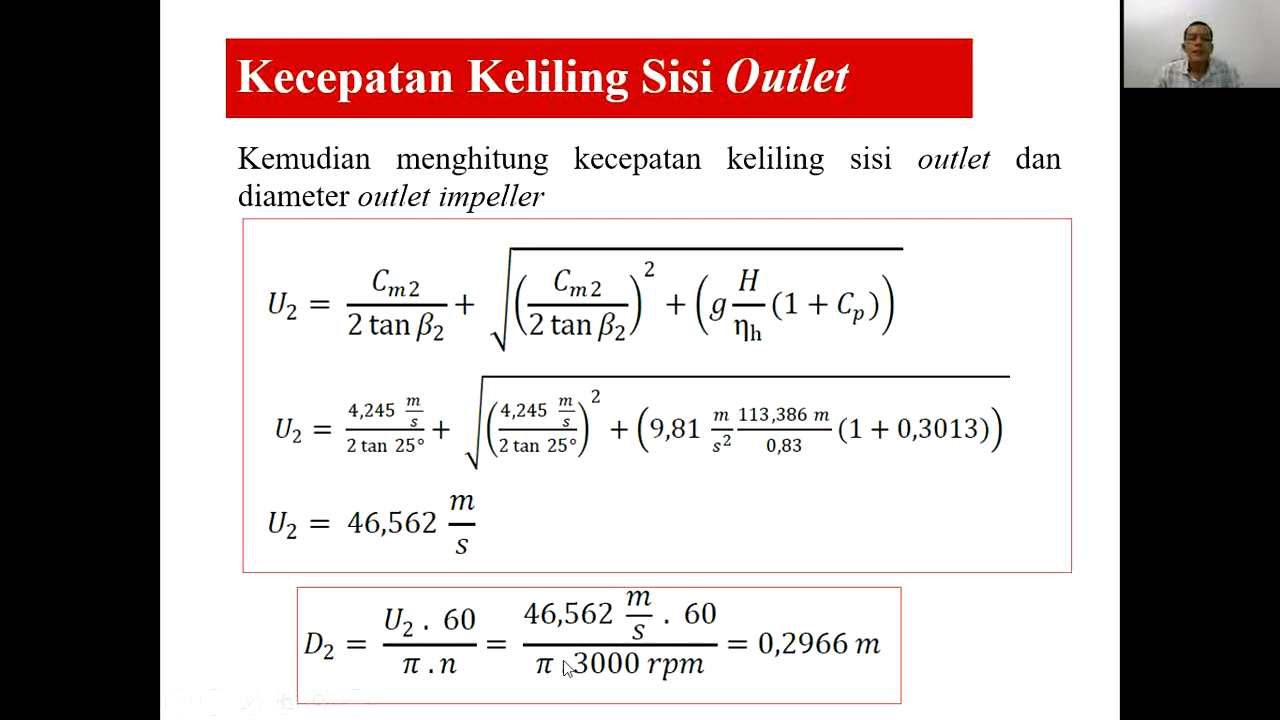 Kecepatan Keliling Sisi Outlet
Kemudian menghitung kecepatan keliling sisi outlet dan
diameter outlet impeller
U₂ = C_m2 / (2 tan β₂) + √((C_m2 / (2 tan β₂))² + (g H/ηh (1 + C_p)))
U₂ = 4,245 m/s / (2 tan 25°) + √((4,245 m/s / (2 tan 25°))² + (9,81 m/s² 113,386 m / 0,83 (1 + 0,3013)))
U₂ = 46,562 m/s
D₂ = U₂ . 60 / (π . n) = 46,562 m/s . 60 / (π 3000 rpm) = 0,2966 m